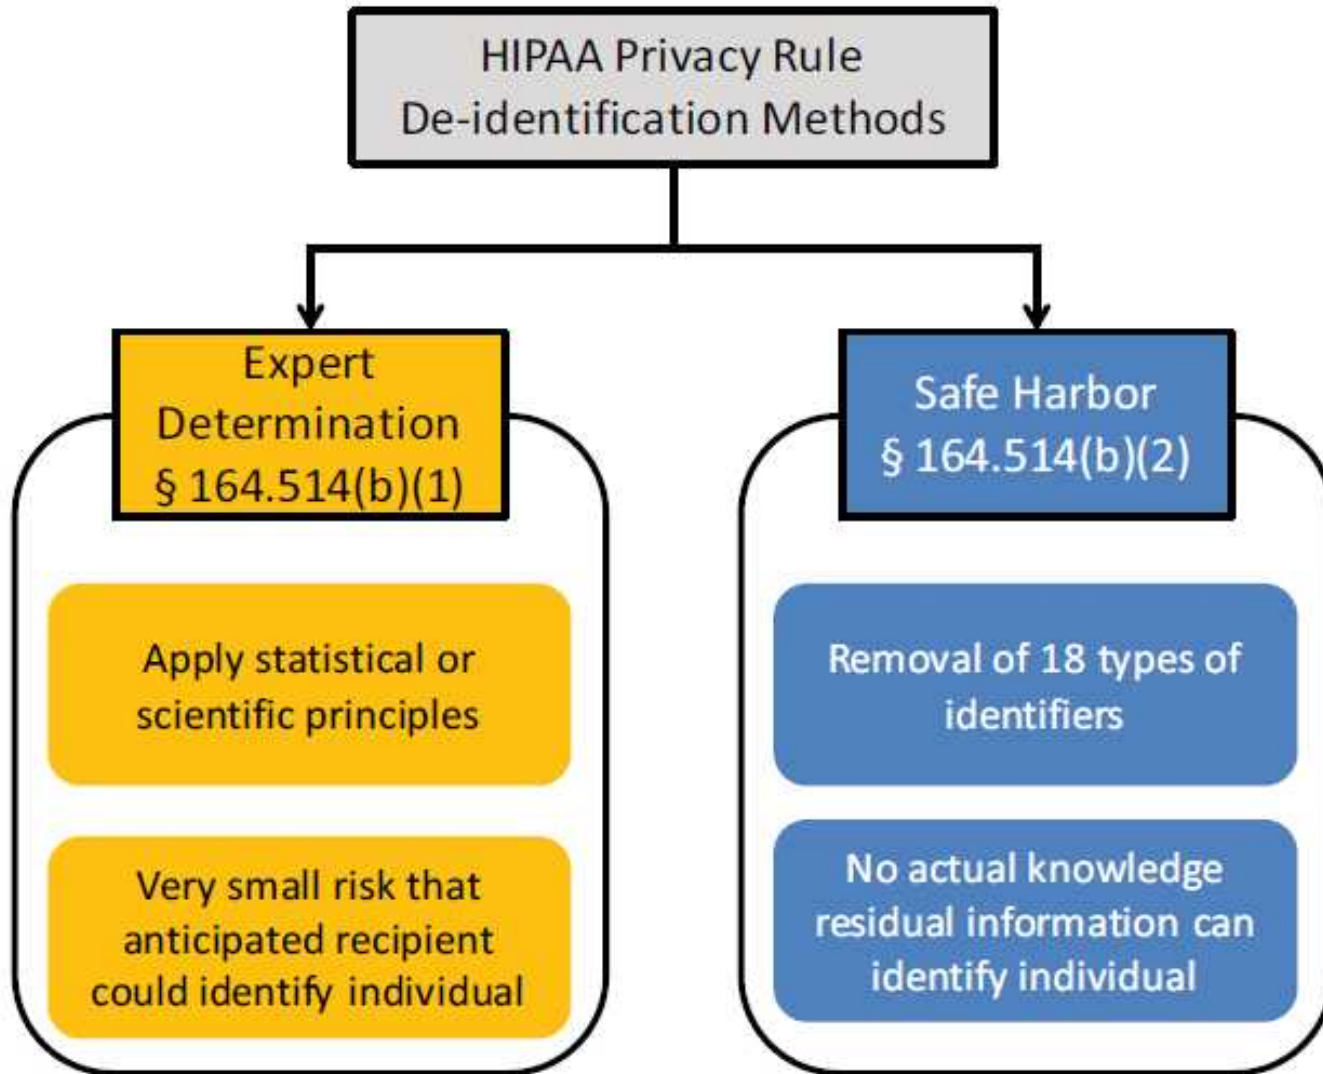 HIPAA Privacy Rule
De-identification Methods
Expert
Determination
§ 164.514(b)(1)
Apply statistical or
scientific principles
Very small risk that
anticipated recipient
could identify individual
Safe Harbor
§ 164.514(b)(2)
Removal of 18 types of
identifiers
No actual knowledge
residual information can
identify individual